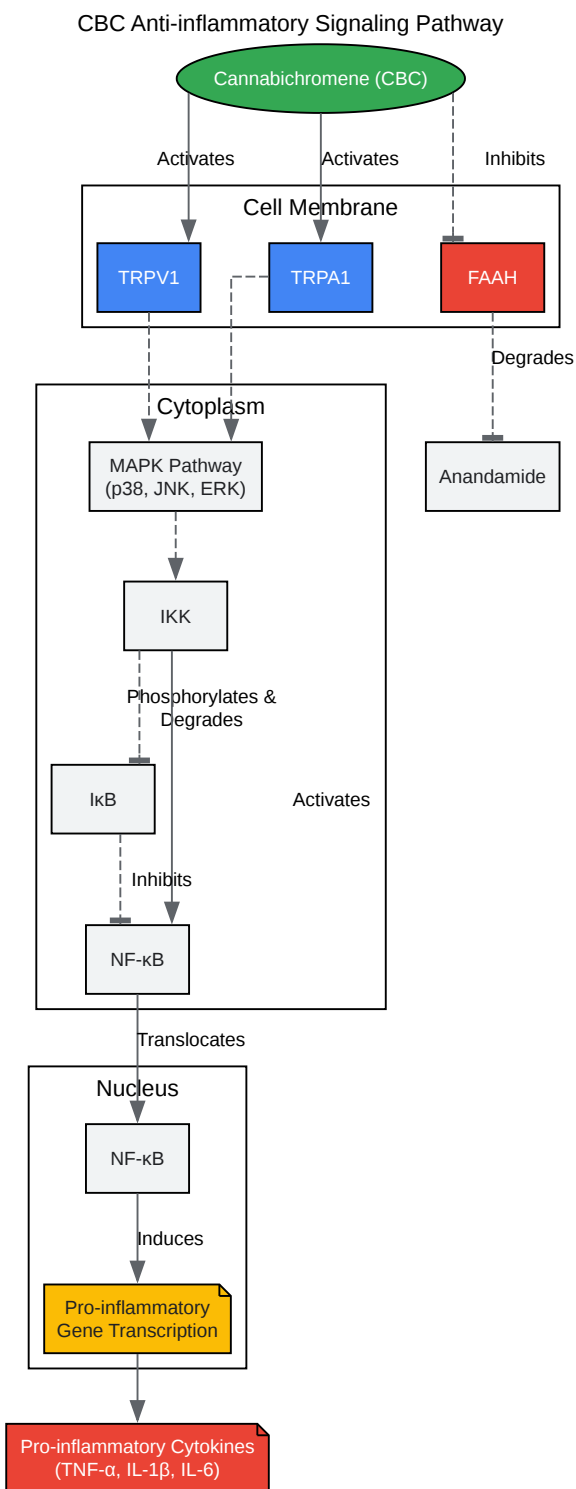 CBC Anti-inflammatory Signaling Pathway
Cannabichromene (CBC)
Activates
Activates
Inhibits
Cell Membrane
TRPV1
TRPA1
FAAH
Degrades
Cytoplasm
MAPK Pathway
(p38, JNK, ERK)
Anandamide
IKK
Phosphorylates &
Degrades
IκB
Activates
Inhibits
NF-κB
Translocates
Nucleus
NF-κB
Induces
Pro-inflammatory
Gene Transcription
Pro-inflammatory Cytokines
(TNF-α, IL-1β, IL-6)